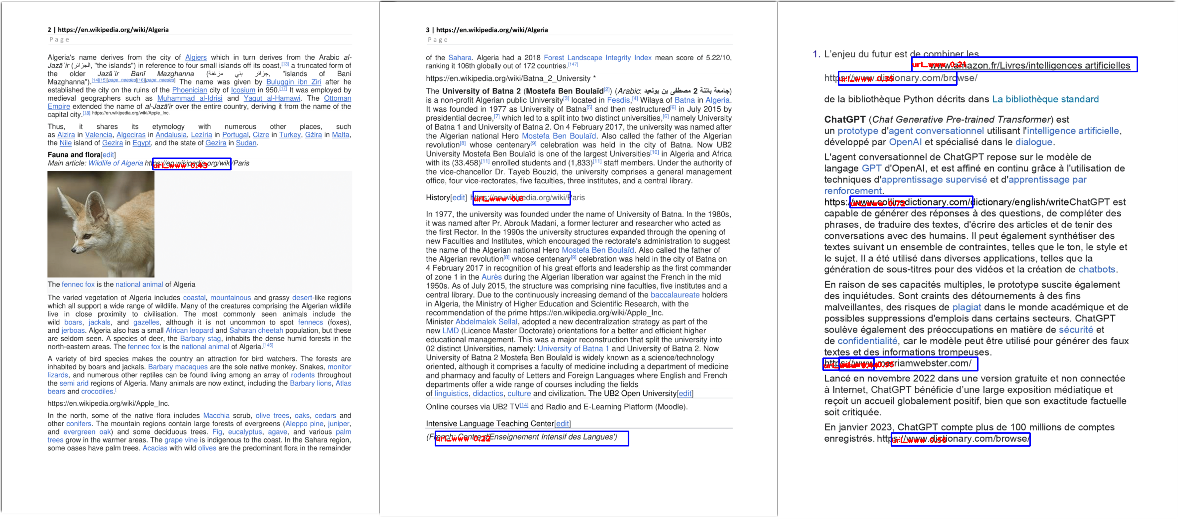 2 | https://en.wikipedia.org/wiki/Algeria
Page
Algeria's name derives from the city of Algiers which in turn derives from the Arabic al-
Jazāʾir (الجزائر, "the islands") in reference to four small islands off its coast, a truncated form of
the older Jazāʾir Banī Mazghanna (جزائر بني مزغنة, "islands of Bani
Mazghanna"). The name was given by Buluggin ibn Ziri after he
established the city on the ruins of the Phoenician city of Icosium in 950. It was
employed by medieval geographers such as Muhammad al-Idrisi and Yaqut al-Hamawi. The Ottoman
Empire extended the name of al-Jazāʾir over the entire country, deriving it from the name of the
capital city. https://en.wikipedia.org/wiki/Apple_Inc
Thus, it shares its etymology with numerous other places, such
as Alzira in Valencia, Algeciras in Andalusia, Lezíria in Portugal, Cizre in Turkey, Gżira in Malta,
the Nile island of Gezira in Egypt, and the state of Gezira in Sudan.
Fauna and flora[edit]
Main article: Wildlife of Algeria
The fennec fox is the national animal of Algeria
The varied vegetation of Algeria includes coastal, mountainous and grassy desert-like regions
which all support a wide range of wildlife. Many of the creatures comprising the Algerian wildlife
live in close proximity to civilisation. The most commonly seen animals include the
wild boars, jackals, and gazelles, although it is not uncommon to spot fennecs (foxes),
and jerboas. Algeria also has a small African leopard and Saharan cheetah population, but these
are seldom seen. A species of deer, the Barbary stag, inhabits the dense humid forests in the
north-eastern areas. The fennec fox is the national animal of Algeria.
A variety of bird species makes the country an attraction for bird watchers. The forests are
inhabited by boars and jackals. Barbary macaques are the sole native monkey. Snakes, monitor
lizards, and numerous other reptiles can be found living among an array of rodents throughout
the semi arid regions of Algeria. Many animals are now extinct, including the Barbary lions, Atlas
bears and crocodiles.
https://en.wikipedia.org/wiki/Apple_Inc.
In the north, some of the native flora includes Macchia scrub, olive trees, oaks, cedars and
other conifers. The mountain regions contain large forests of evergreens (Aleppo pine, juniper,
and evergreen oak) and some deciduous trees. Fig, eucalyptus, agave, and various palm
trees grow in the warmer areas. The grape vine is indigenous to the coast. In the Sahara region,
some oases have palm trees. Acacias with wild olives are the predominant flora in the remainder
3 | https://en.wikipedia.org/wiki/Algeria
Page
of the Sahara. Algeria had a 2018 Forest Landscape Integrity Index mean score of 5.22/10,
ranking it 106th globally out of 172 countries.
https://en.wikipedia.org/wiki/Batna_2_University *
The University of Batna 2 (Mostefa Ben Boulaïd) (Arabic: جامعة باتنة 2 مصطفى بن بولعيد)
is a non-profit Algerian public University located in Fesdis, Wilaya of Batna in Algeria.
It was founded in 1977 as University of Batna and then restructured in July 2015 by
presidential decree, which led to a split into two distinct universities, namely University
of Batna 1 and University of Batna 2. On 4 February 2017, the university was named after
the Algerian national Hero Mostefa Ben Boulaïd. Also called the father of the Algerian
revolution whose centenary celebration was held in the city of Batna. Now UB2
University Mostefa Ben Boulaïd is one of the largest Universities in Algeria and Africa
with its (33.458) enrolled students and (1,833) staff members. Under the authority of
the vice-chancellor Dr. Tayeb Bouzid, the university comprises a general management
office, four vice-rectorates, five faculties, three institutes, and a central library.
History[edit]
In 1977, the university was founded under the name of University of Batna. In the 1980s,
it was named after Pr. Abrouk Madani, a former lecturer and researcher who acted as
the first Rector. In the 1990s the university structures expanded through the opening of
new Faculties and Institutes, which encouraged the rectorate's administration to suggest
the name of the Algerian national Hero Mostefa Ben Boulaïd. Also called the father of
the Algerian revolution whose centenary celebration was held in the city of Batna on
4 February 2017 in recognition of his great efforts and leadership as the first commander
of zone 1 in the Aurès during the Algerian liberation war against the French in the mid
1950s. As of July 2015, the structure was comprising nine faculties, five institutes and a
central library. Due to the continuously increasing demand of the baccalaureate holders
in Algeria, the Ministry of Higher Education and Scientific Research, with the
recommendation of the prime https://en.wikipedia.org/wiki/Apple_Inc.
Minister Abdelmalek Sellal, adopted a new decentralization strategy as part of the
new LMD (Licence Master Doctorate) orientations for a better and efficient higher
educational management. This was a major reconstruction that split the university into
02 distinct Universities, namely: University of Batna 1 and University of Batna 2. Now
University of Batna 2 Mostefa Ben Boulaïd is widely known as a science/technology
oriented, although it comprises a faculty of medicine including a department of medicine
and pharmacy and faculty of Letters and Foreign Languages where English and French
departments offer a wide range of courses including the fields
of linguistics, didactics, culture and civilization. The UB2 Open University[edit]
Online courses via UB2 TV and Radio and E-Learning Platform (Moodle).
Intensive Language Teaching Center[edit]
(French: Centre d'Enseignement Intensif des Langues')
1. L'enjeu du futur est de combiner les
www.amazon.fr/Livres/intelligences artificielles
de la bibliothèque Python décrits dans La bibliothèque standard
ChatGPT (Chat Generative Pre-trained Transformer) est
un prototype d'agent conversationnel utilisant l'intelligence artificielle,
développé par OpenAI et spécialisé dans le dialogue.
L'agent conversationnel de ChatGPT repose sur le modèle de
langage GPT d'OpenAI, et est affiné en continu grâce à l'utilisation de
techniques d'apprentissage supervisé et d'apprentissage par
renforcement.
https://www.collinsdictionary.com/dictionary/english/writeChatGPT est
capable de générer des réponses à des questions, de compléter des
phrases, de traduire des textes, d'écrire des articles et de tenir des
conversations avec des humains. Il peut également synthétiser des
textes suivant un ensemble de contraintes, telles que le ton, le style et
le sujet. Il a été utilisé dans diverses applications, telles que la
génération de sous-titres pour des vidéos et la création de chatbots.
En raison de ses capacités multiples, le prototype suscite également
des inquiétudes. Sont craints des détournements à des fins
malveillantes, des risques de plagiat dans le monde académique et de
possibles suppressions d'emplois dans certains secteurs. ChatGPT
soulève également des préoccupations en matière de sécurité et
de confidentialité, car le modèle peut être utilisé pour générer des faux
textes et des informations trompeuses.
Lancé en novembre 2022 dans une version gratuite et non connectée
à Internet, ChatGPT bénéficie d'une large exposition médiatique et
reçoit un accueil globalement positif, bien que son exactitude factuelle
soit critiquée.
En janvier 2023, ChatGPT compte plus de 100 millions de comptes
enregistrés. https://www.dictionary.com/browse/